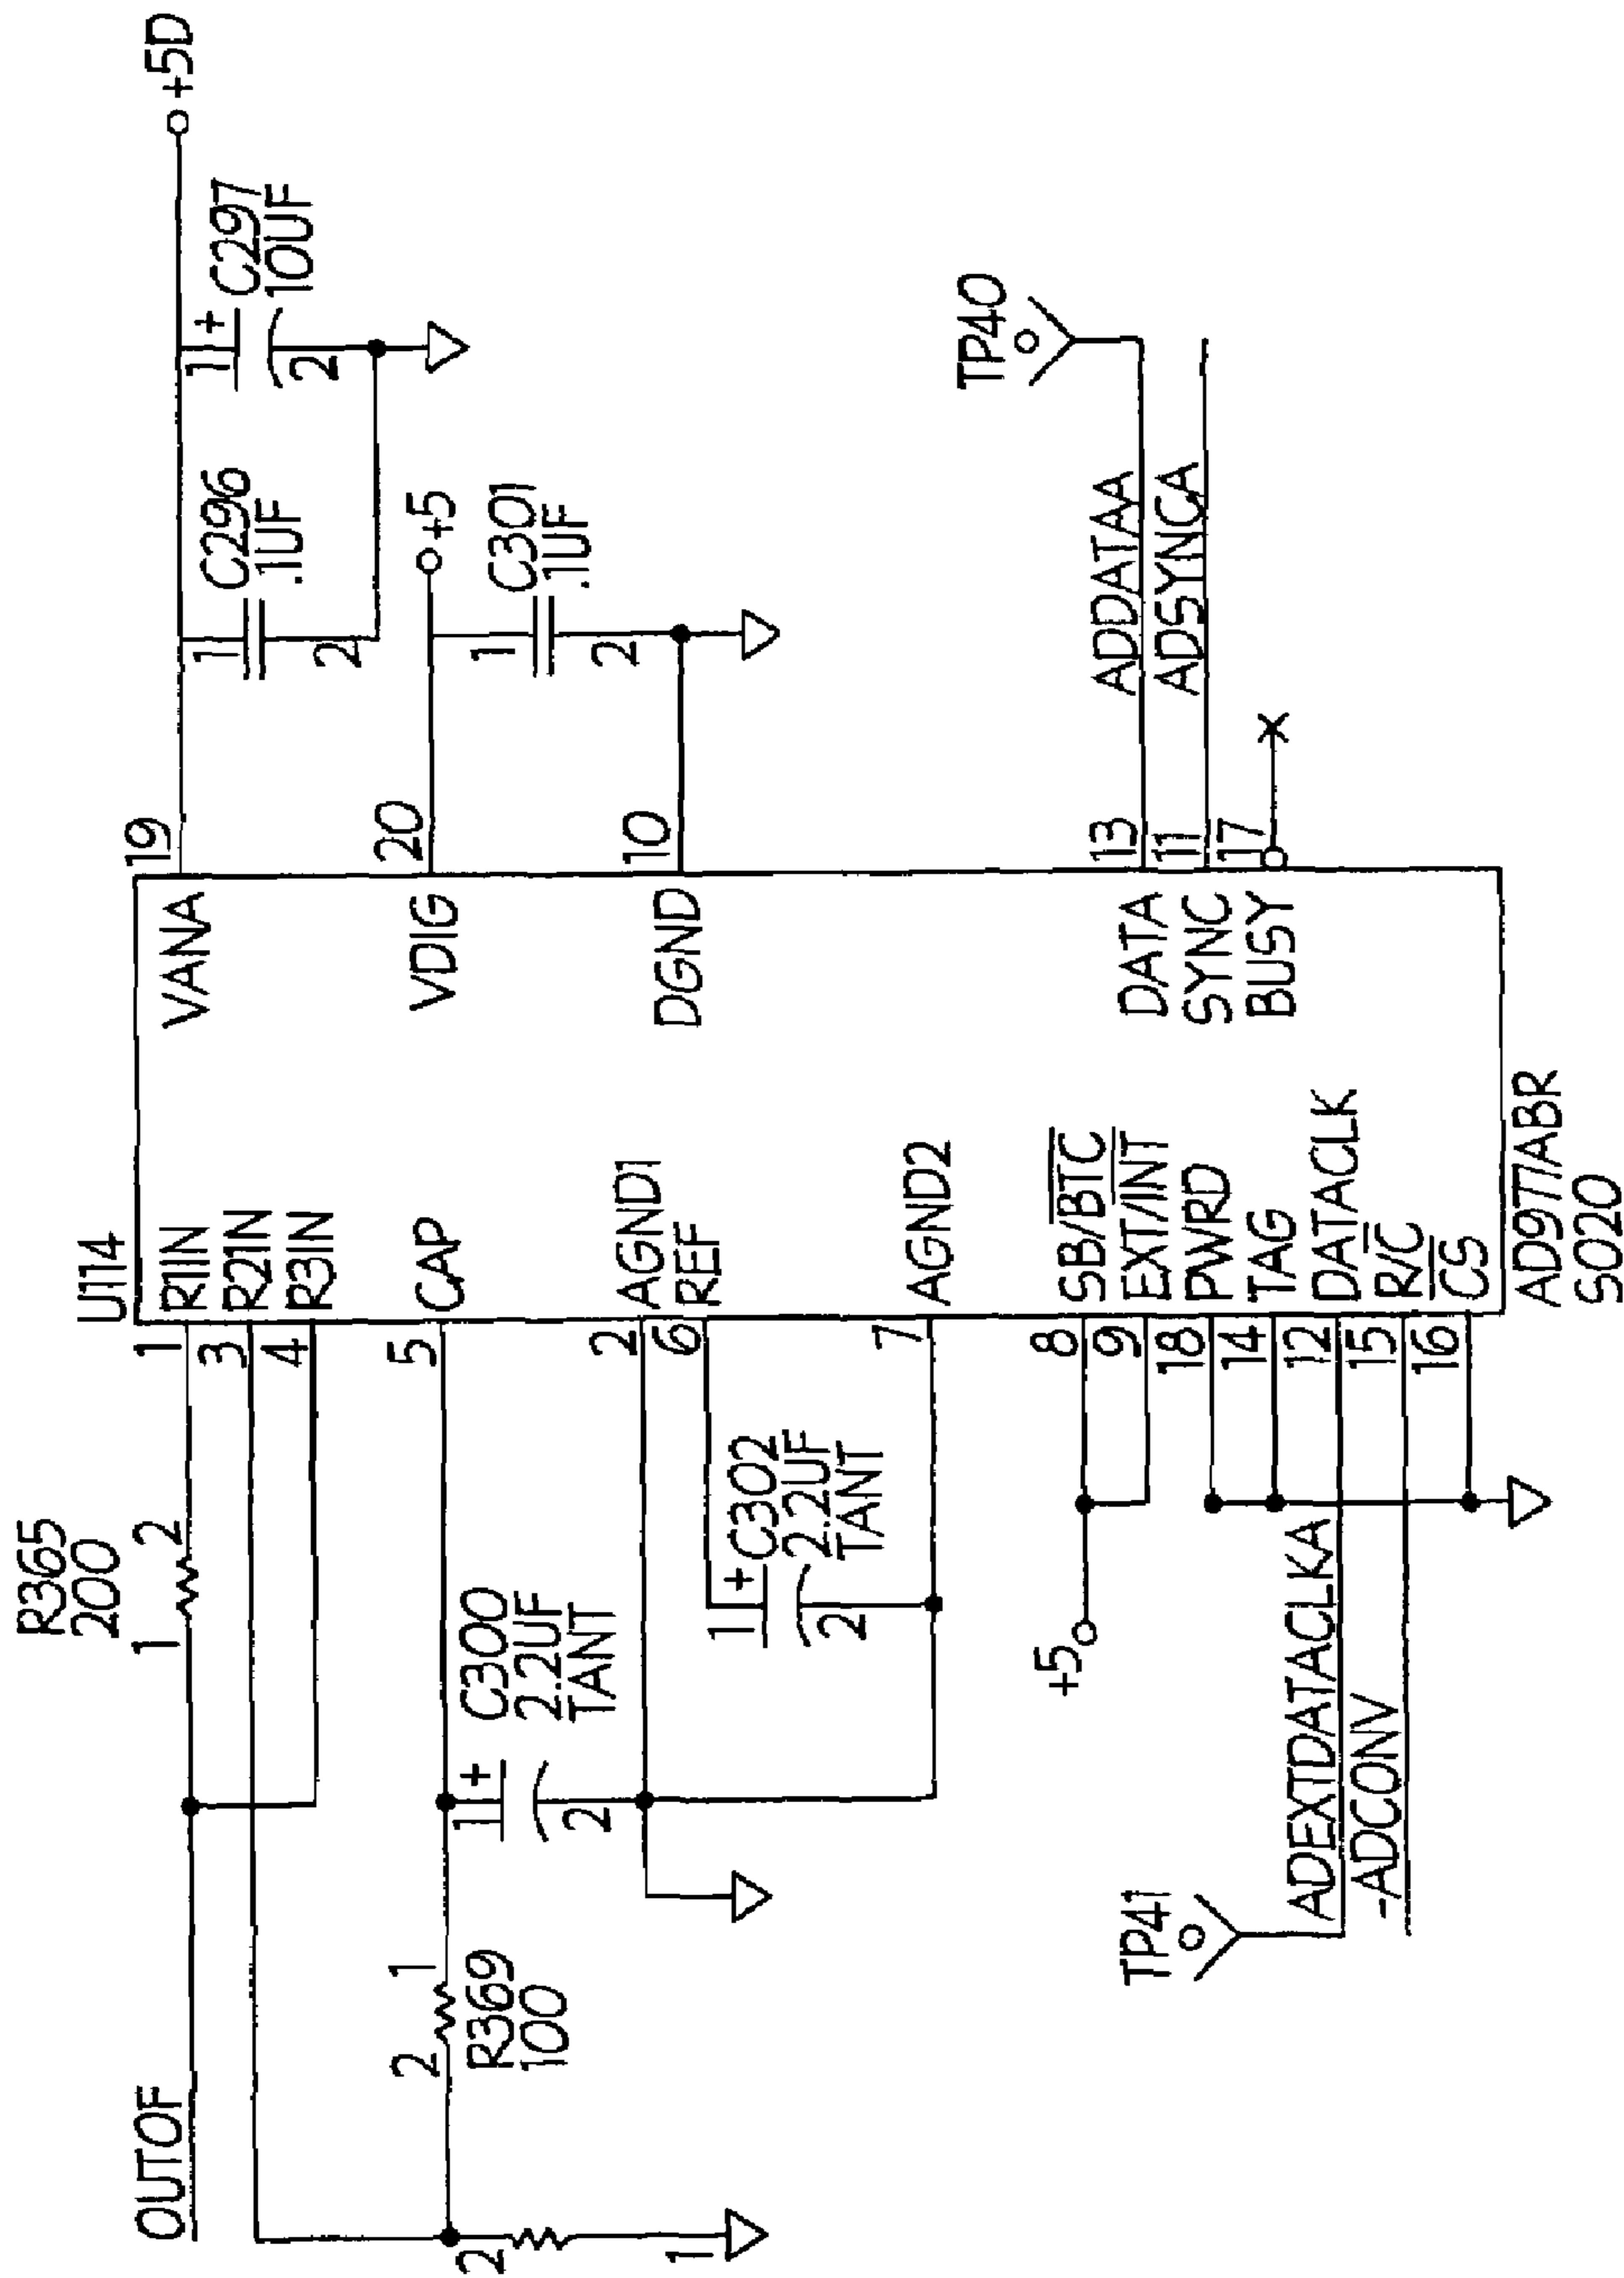 OUTOF
R365
200
1
2
U114
1
R1IN
3
R21N
4
R3IN
5
CAP
2
AGND1
6
REF
7
AGND2
8
SB/BTC
9
EXT/INT
18
PWRD
14
TAG
12
DATACLK
15
R/C
16
CS
AD977ABR
SO20
2
R369
100
1
2
1
1
+
C300
2.2UF
TANT
2
1
+
C302
2.2UF
TANT
2
+5
TP41
ADEXTDATACLKA
-ADCONV
VANA
19
VDIG
20
DGND
10
DATA
13
SYNC
11
BUSY
17
1
C296
.1UF
2
1
+
C297
10UF
2
+5D
+5
1
C301
.1UF
2
TP40
ADDATAA
ADSYNCA